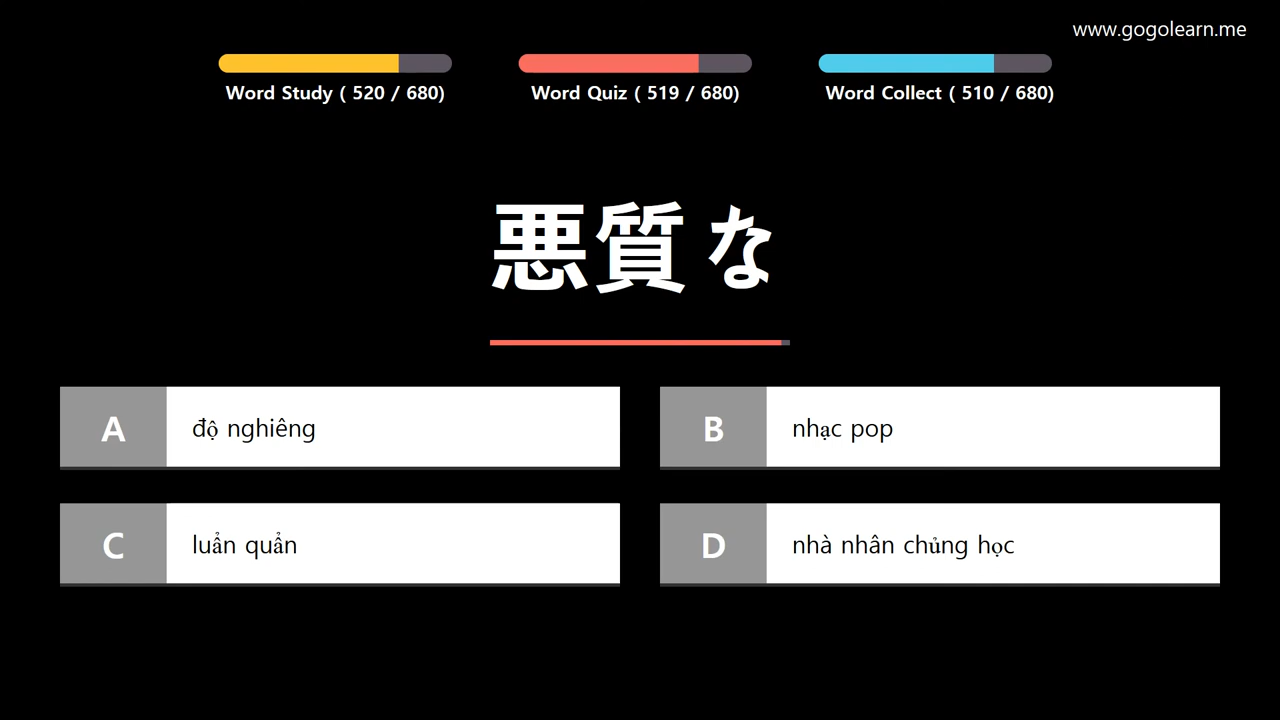 www.gogolearn.me
Word Study ( 520 / 680)
Word Quiz ( 519 / 680)
Word Collect ( 510 / 680)
悪質な
A
độ nghiêng
B
nhạc pop
C
luẩn quẩn
D
nhà nhân chủng học